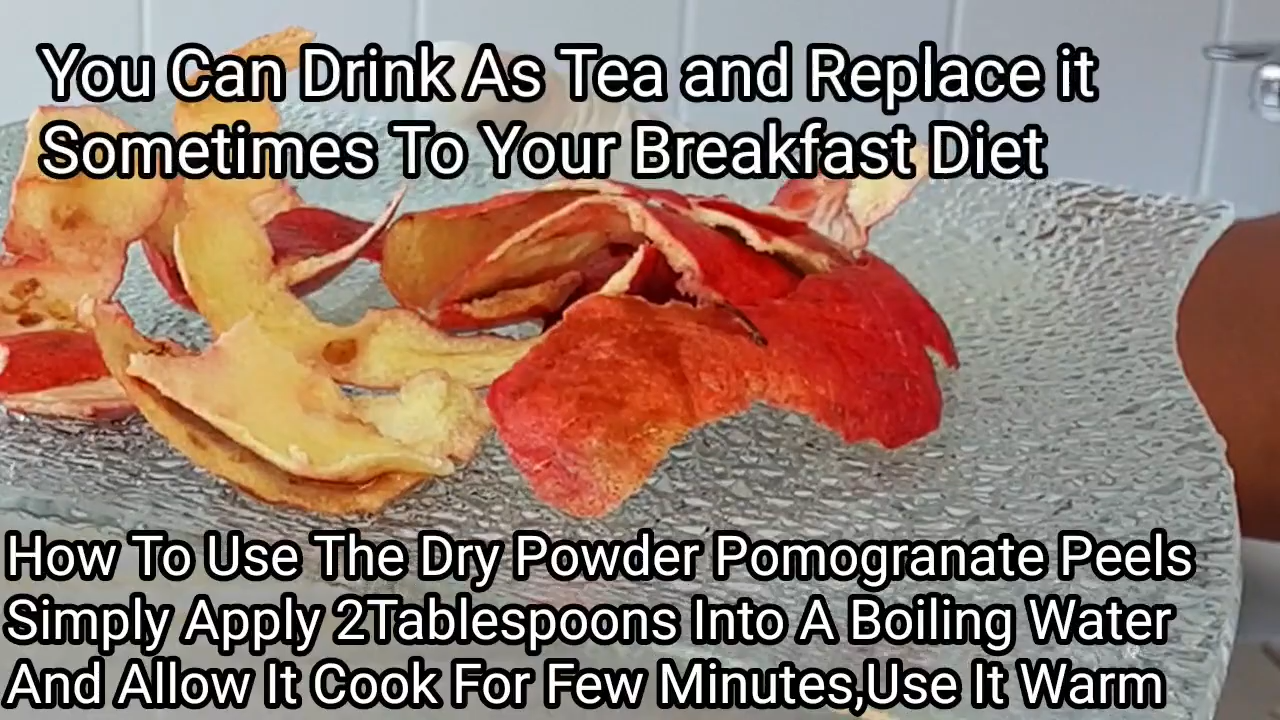 You Can Drink As Tea and Replace it
Sometimes To Your Breakfast Diet
How To Use The Dry Powder Pomogranate Peels
Simply Apply 2Tablespoons Into A Boiling Water
And Allow It Cook For Few Minutes,Use It Warm